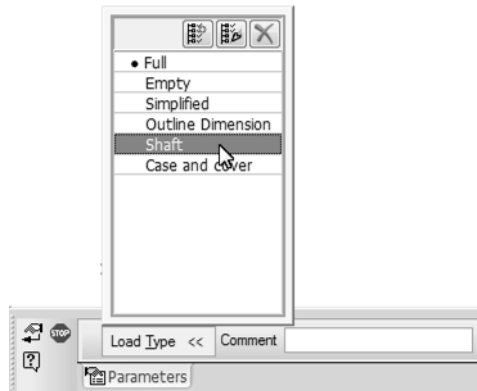 Full
Empty
Simplified
Outline Dimension
Shaft
Case and cover
STOP
Load Type << Comment
Parameters